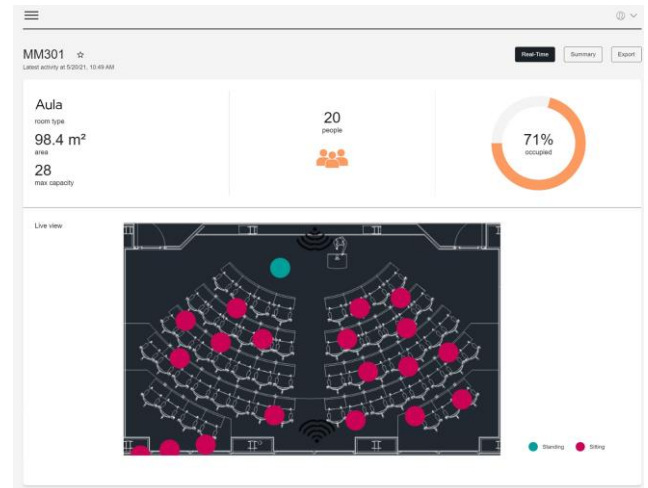 MM301
Latest activity at 5/20/21, 10:49 AM
Real-Time
Summary
Export
Aula
room type
98.4 m²
area
28
max capacity
20
people
71%
occupied
Live view
Standing
Sitting